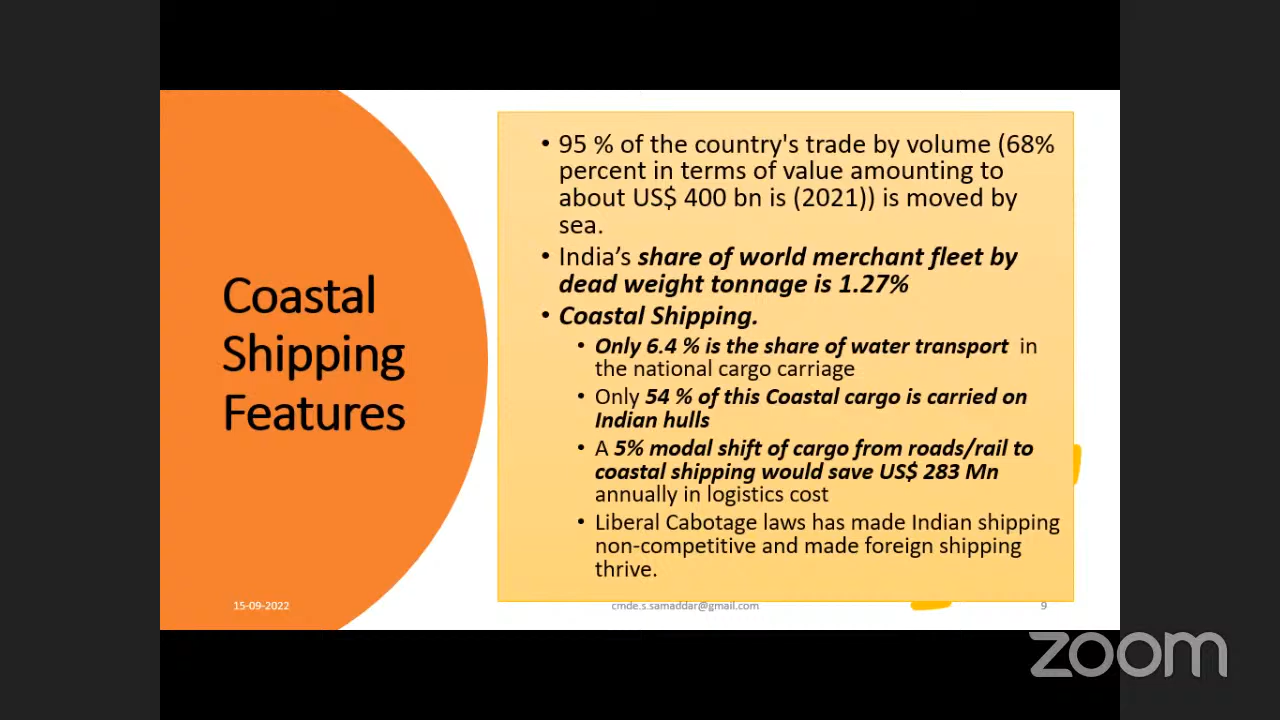 Coastal
Shipping
Features
• 95 % of the country's trade by volume (68%
percent in terms of value amounting to
about US$ 400 bn is (2021)) is moved by
sea.
• India’s share of world merchant fleet by
dead weight tonnage is 1.27%
• Coastal Shipping.
• Only 6.4 % is the share of water transport in
the national cargo carriage
• Only 54 % of this Coastal cargo is carried on
Indian hulls
• A 5% modal shift of cargo from roads/rail to
coastal shipping would save US$ 283 Mn
annually in logistics cost
• Liberal Cabotage laws has made Indian shipping
non-competitive and made foreign shipping
thrive.
15-09-2022
cmde.s.samaddar@gmail.com
9
zoom